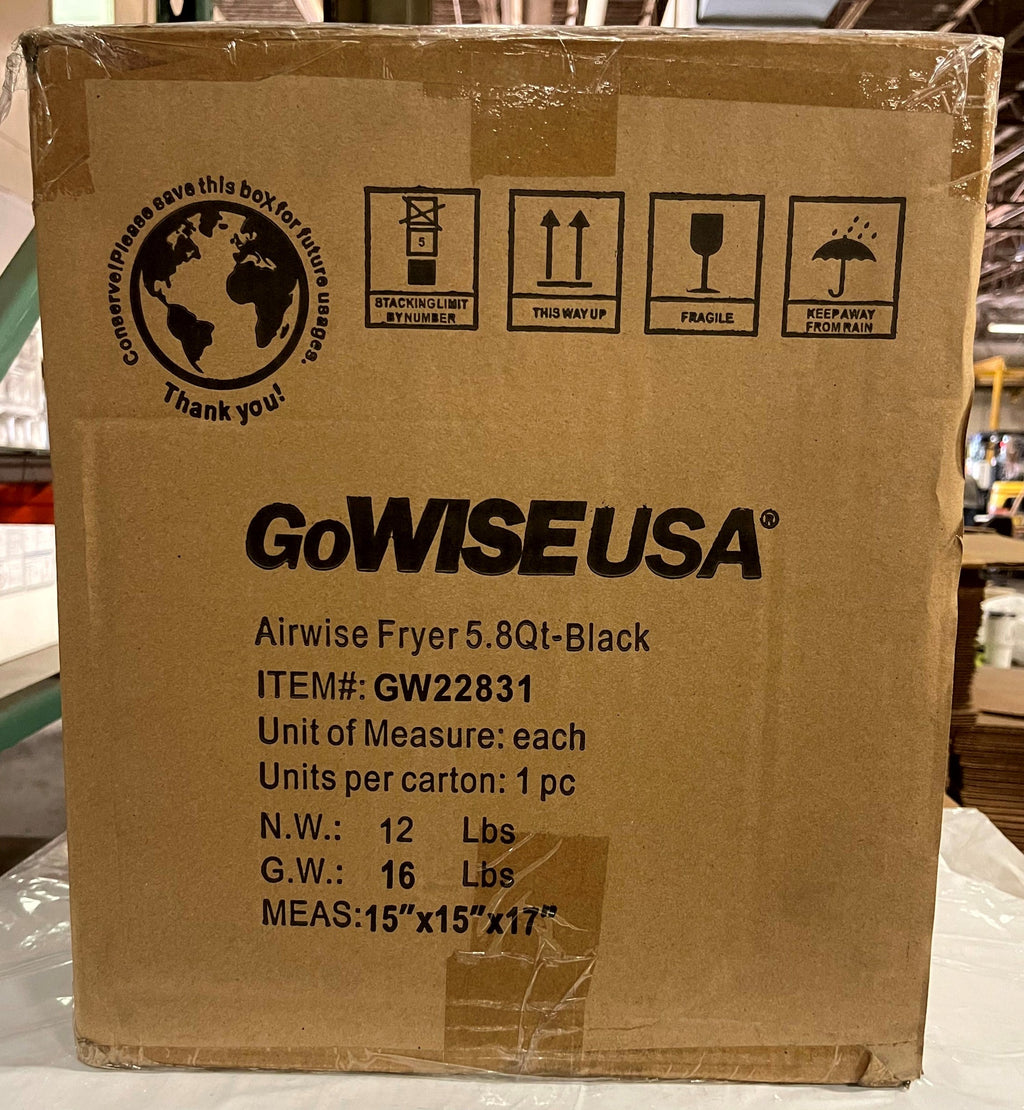 Conserve! Please save this box for future usages.
Thank you!
5
STACKING LIMIT
BY NUMBER
THIS WAY UP
FRAGILE
KEEP AWAY
FROM RAIN
GoWISEUSA®
Airwise Fryer 5.8Qt-Black
ITEM#: GW22831
Unit of Measure: each
Units per carton: 1 pc
N.W.: 12 Lbs
G.W.: 16 Lbs
MEAS:15"x15"x17"